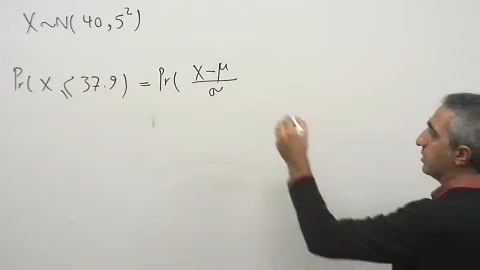 X~N(40,5²)
Pr(X ≤ 37.9) = Pr( (X-μ)/σ